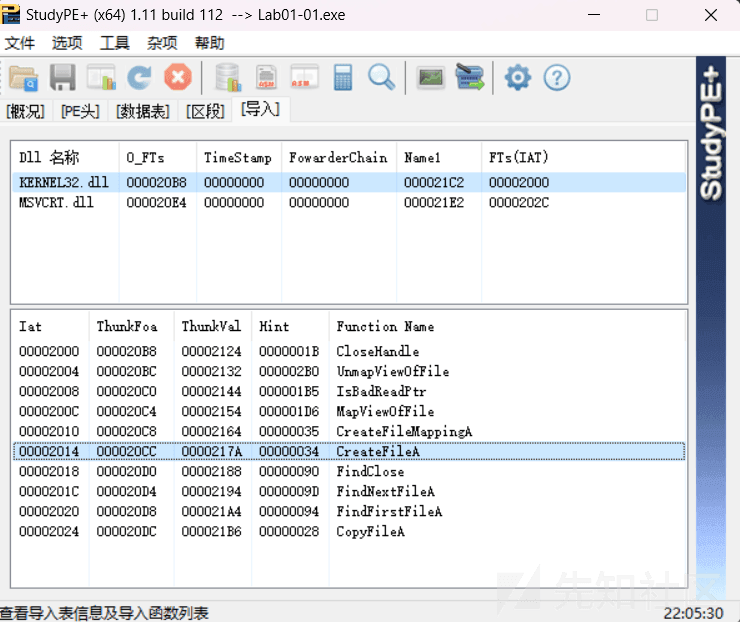 StudyPE+ (x64) 1.11 build 112 --> Lab01-01.exe
文件 选项 工具 杂项 帮助
[概况] [PE头] [数据表] [区段] [导入]
StudyPE+
Dll 名称 O_FTs TimeStamp FowarderChain Name1 FTs(IAT)
KERNEL32.dll 000020B8 00000000 00000000 000021C2 00002000
MSVCRT.dll 000020E4 00000000 00000000 000021E2 0000202C
Iat ThunkFoa ThunkVal Hint Function Name
00002000 000020B8 00002124 0000001B CloseHandle
00002004 000020BC 00002132 000002B0 UnmapViewOfFile
00002008 000020C0 00002144 000001B5 IsBadReadPtr
0000200C 000020C4 00002154 000001D6 MapViewOfFile
00002010 000020C8 00002164 00000035 CreateFileMappingA
00002014 000020CC 0000217A 00000034 CreateFileA
00002018 000020D0 00002188 00000090 FindClose
0000201C 000020D4 00002194 0000009D FindNextFileA
00002020 000020D8 000021A4 00000094 FindFirstFileA
00002024 000020DC 000021B6 00000028 CopyFileA
先知社区
查看导入表信息及导入函数列表 22:05:30